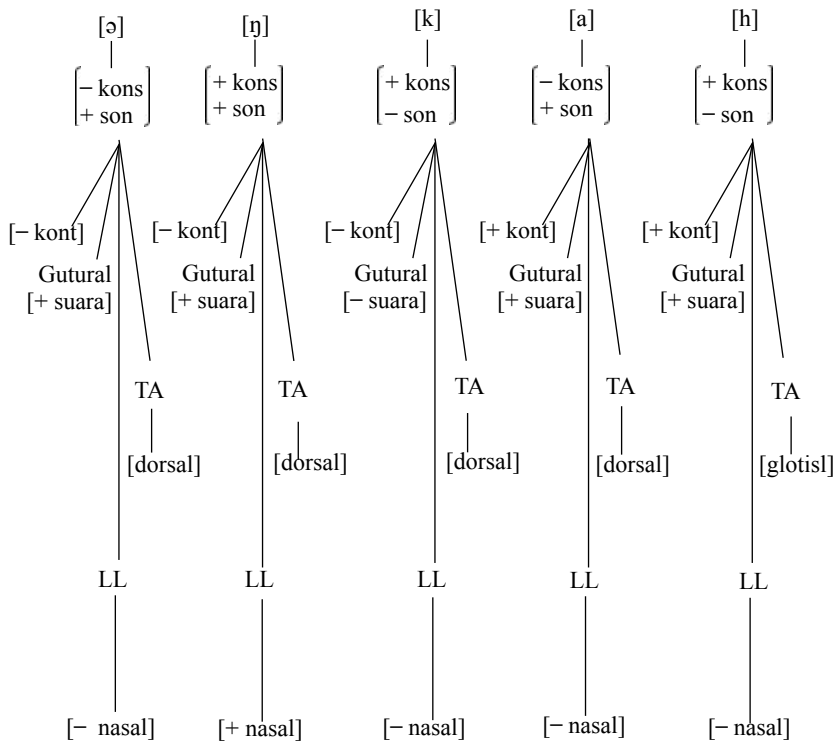 [ə] [ŋ] [k] [a] [h]
− kons + kons + kons − kons + kons
+ son + son − son + son − son
[− kont] [− kont] [− kont] [+ kont] [+ kont]
Gutural Gutural Gutural Gutural Gutural
[+ suara] [+ suara] [− suara] [+ suara] [+ suara]
TA TA TA TA TA
[dorsal] [dorsal] [dorsal] [dorsal] [glotisl]
LL LL LL LL LL
[− nasal] [+ nasal] [− nasal] [− nasal] [− nasal]